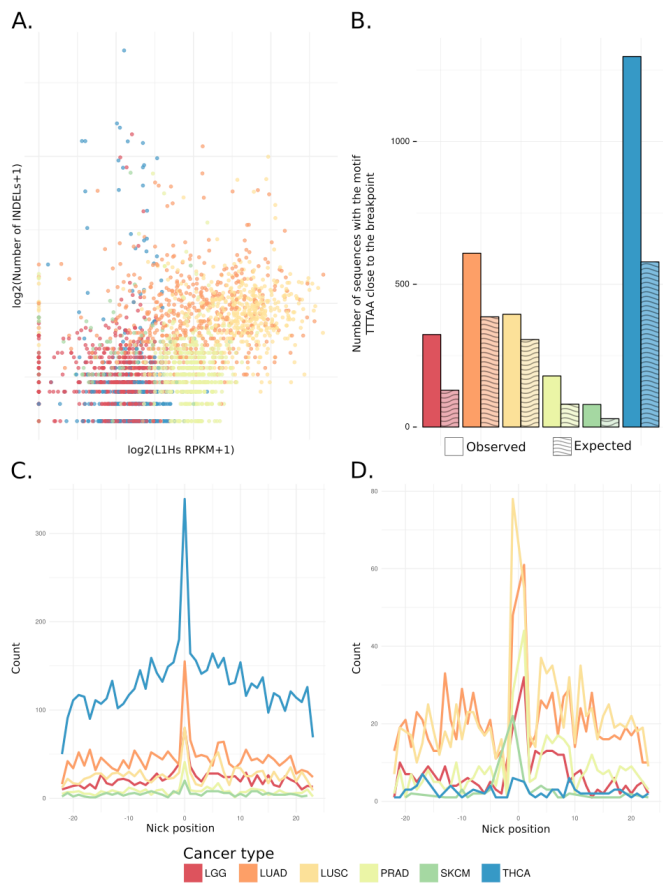 A.
B.
log2(Number of INDELs+1)
log2(L1Hs RPKM+1)
Number of sequences with the motif
TTTAA close to the breakpoint
1000
500
0
Observed
Expected
C.
D.
Count
300
200
100
0
-20
-10
0
10
20
Nick position
Count
80
60
40
20
0
-20
-10
0
10
20
Nick position
Cancer type
LGG
LUAD
LUSC
PRAD
SKCM
THCA